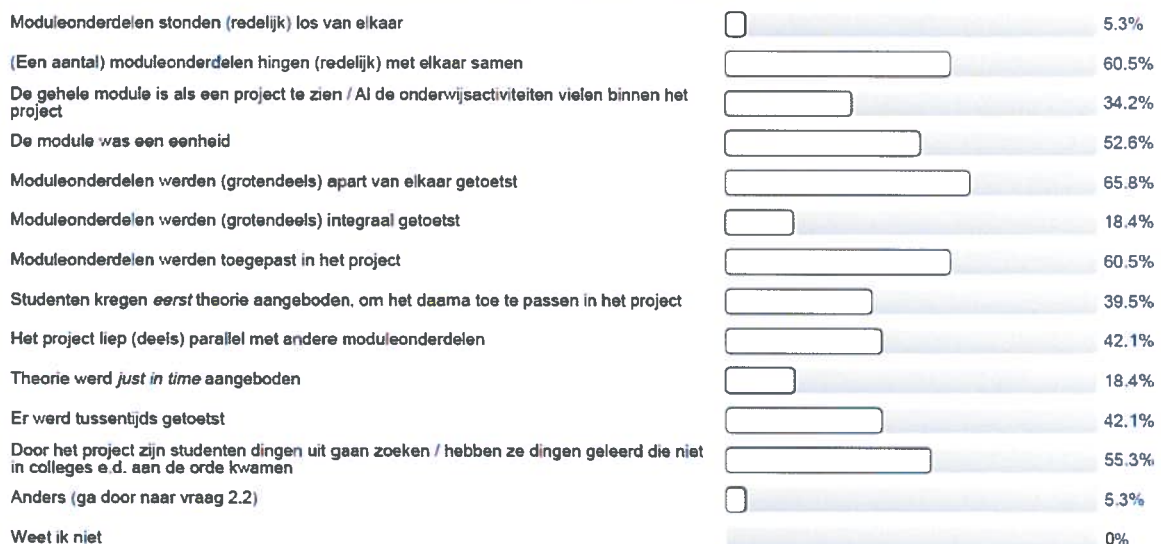 Moduleonderdelen stonden (redelijk) los van elkaar 5.3%
(Een aantal) moduleonderdelen hingen (redelijk) met elkaar samen 60.5%
De gehele module is als een project te zien / Al de onderwijsactiviteiten vielen binnen het
project 34.2%
De module was een eenheid 52.6%
Moduleonderdelen werden (grotendeels) apart van elkaar getoetst 65.8%
Moduleonderdelen werden (grotendeels) integraal getoetst 18.4%
Moduleonderdelen werden toegepast in het project 60.5%
Studenten kregen eerst theorie aangeboden, om het daarna toe te passen in het project 39.5%
Het project liep (deels) parallel met andere moduleonderdelen 42.1%
Theorie werd just in time aangeboden 18.4%
Er werd tussentijds getoetst 42.1%
Door het project zijn studenten dingen uit gaan zoeken / hebben ze dingen geleerd die niet
in colleges e.d. aan de orde kwamen 55.3%
Anders (ga door naar vraag 2.2) 5.3%
Weet ik niet 0%